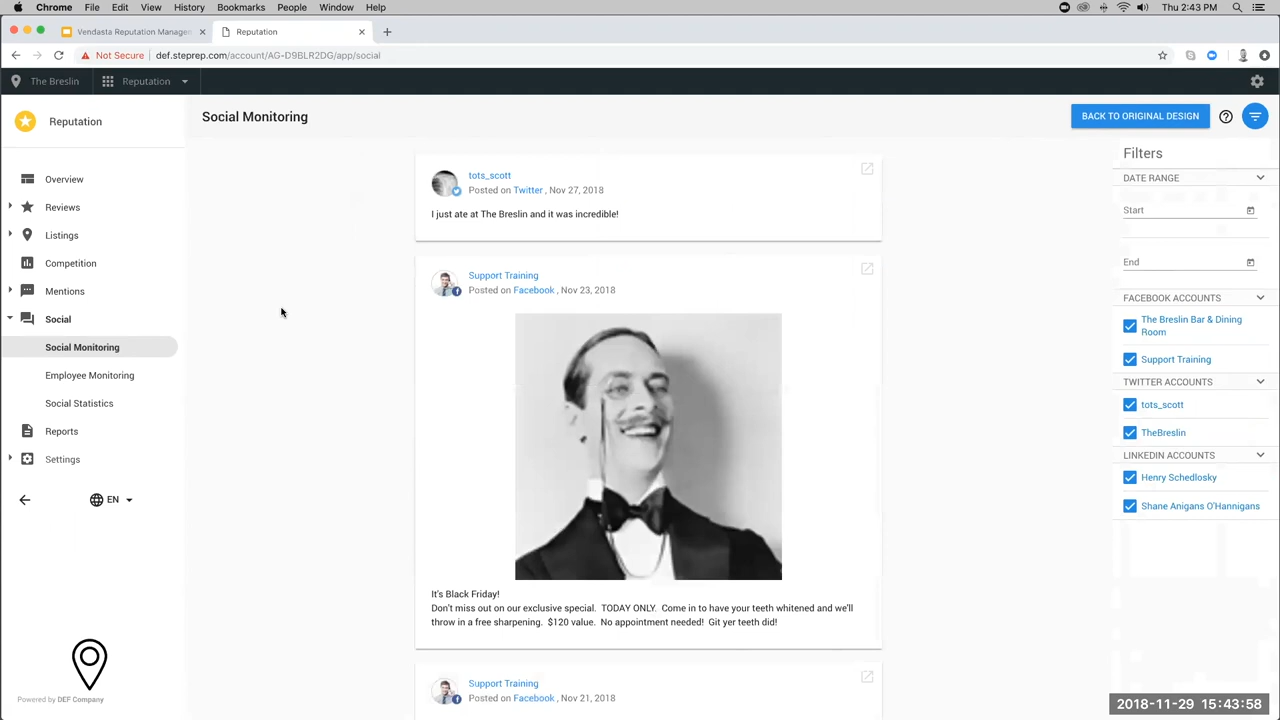 Chrome File Edit View History Bookmarks People Window Help Thu 2:43 PM
Vendasta Reputation Manage × Reputation × +
Not Secure | def.steprep.com/account/AG-D9BLR2DG/app/social
The Breslin Reputation
Reputation
Overview
Reviews
Listings
Competition
Mentions
Social
Social Monitoring
Employee Monitoring
Social Statistics
Reports
Settings
EN
Powered by DEF Company
Social Monitoring
BACK TO ORIGINAL DESIGN
tots_scott
Posted on Twitter , Nov 27, 2018
I just ate at The Breslin and it was incredible!
Support Training
Posted on Facebook , Nov 23, 2018
It's Black Friday!
Don't miss out on our exclusive special. TODAY ONLY. Come in to have your teeth whitened and we'll
throw in a free sharpening. $120 value. No appointment needed! Git yer teeth did!
Support Training
Posted on Facebook , Nov 21, 2018
Filters
DATE RANGE
Start
End
FACEBOOK ACCOUNTS
The Breslin Bar & Dining
Room
Support Training
TWITTER ACCOUNTS
tots_scott
TheBreslin
LINKEDIN ACCOUNTS
Henry Schedlosky
Shane Anigans O'Hannigans
2018-11-29 15:43:58